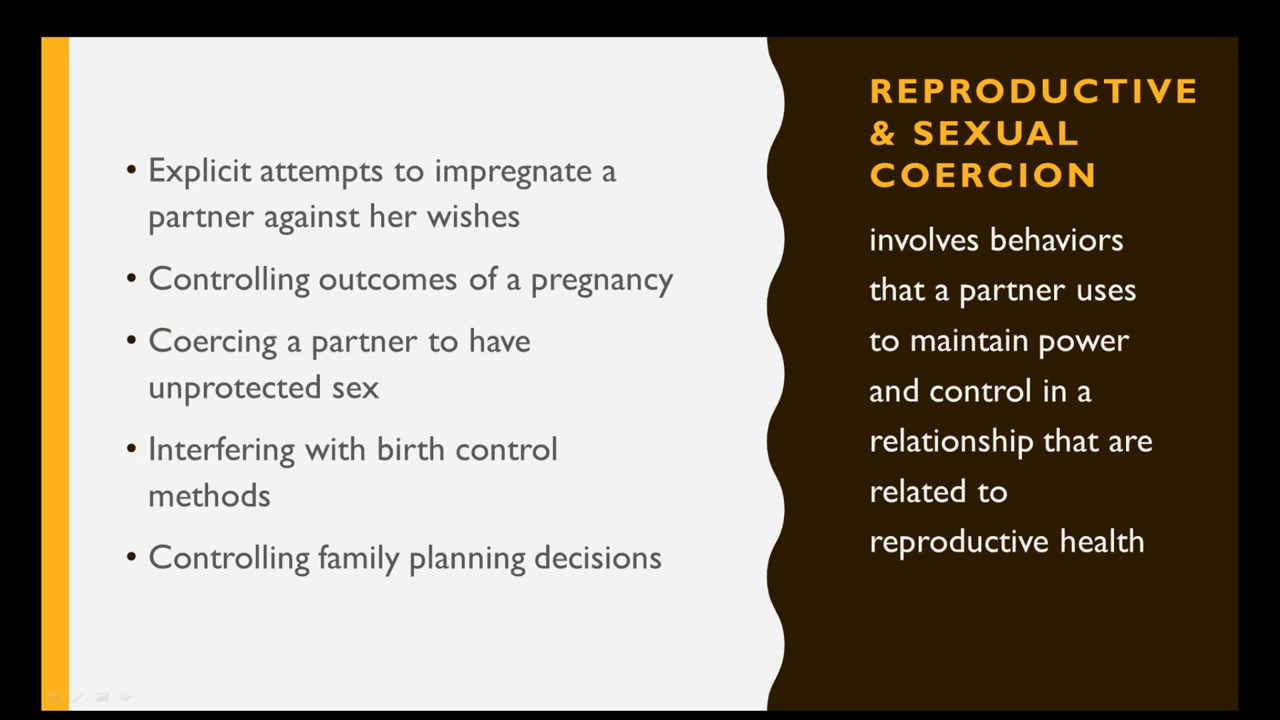 • Explicit attempts to impregnate a
partner against her wishes
• Controlling outcomes of a pregnancy
• Coercing a partner to have
unprotected sex
• Interfering with birth control
methods
• Controlling family planning decisions
REPRODUCTIVE
& SEXUAL
COERCION
involves behaviors
that a partner uses
to maintain power
and control in a
relationship that are
related to
reproductive health